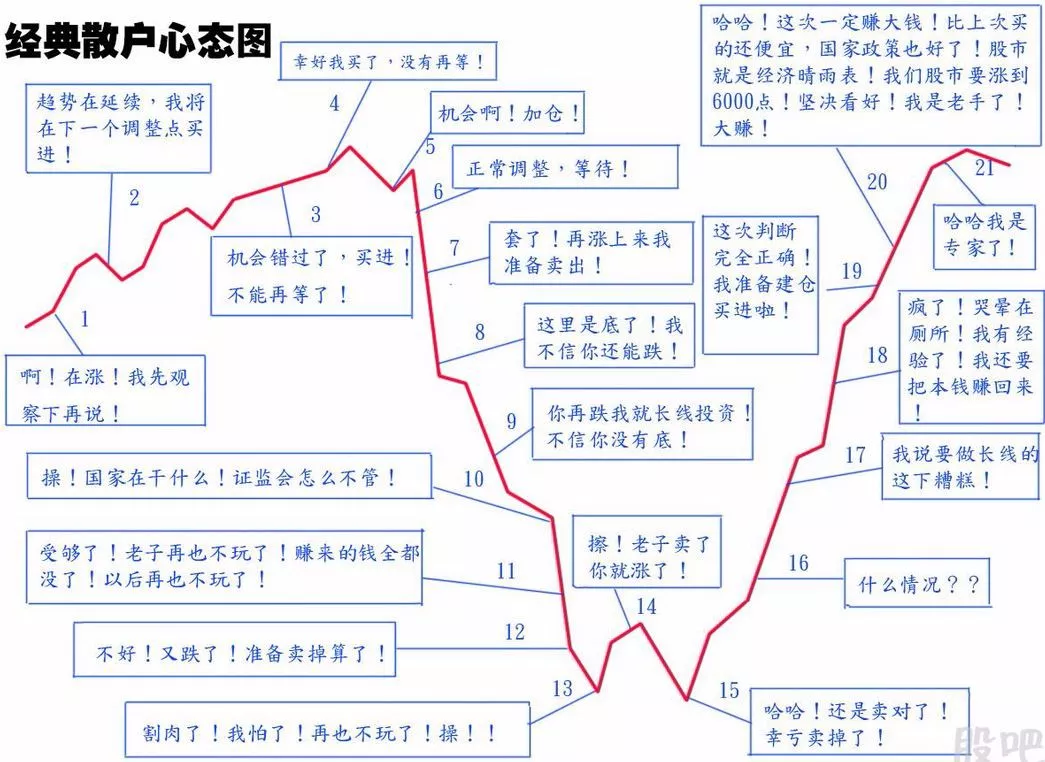 经典散户心态图
1
啊！在涨！我先观
察下再说！
2
趋势在延续，我将
在下一个调整点买
进！
3
机会错过了，买进！
不能再等了！
4
幸好我买了，没有再等！
5
机会啊！加仓！
6
正常调整，等待！
7
套了！再涨上来我
准备卖出！
8
这里是底了！我
不信你还能跌！
9
你再跌我就长线投资！
不信你没有底！
10
操！国家在干什么！证监会怎么不管！
11
受够了！老子再也不玩了！赚来的钱全都
没了！以后再也不玩了！
12
不好！又跌了！准备卖掉算了！
13
割肉了！我怕了！再也不玩了！操！！
14
擦！老子卖了
你就涨了！
15
哈哈！还是卖对了！
幸亏卖掉了！
16
什么情况？？
17
我说要做长线的
这下糟糕！
18
疯了！哭晕在
厕所！我有经
验了！我还要
把本钱赚回来
！
19
这次判断
完全正确！
我准备建仓
买进啦！
20
哈哈！这次一定赚大钱！比上次买
的还便宜，国家政策也好了！股市
就是经济晴雨表！我们股市要涨到
6000点！坚决看好！我是老手了！
大赚！
21
哈哈我是
专家了！
股吧